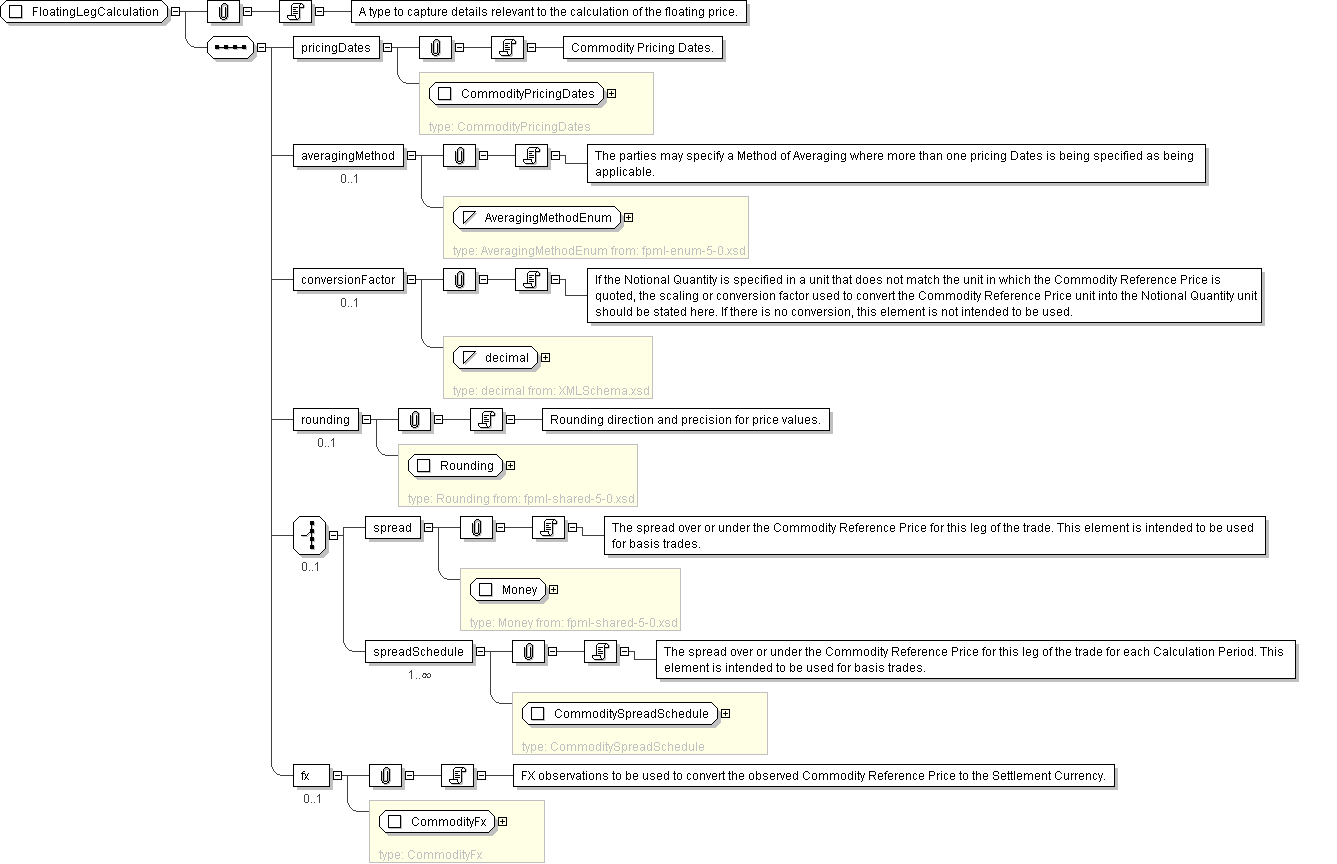 FloatingLegCalculation
A type to capture details relevant to the calculation of the floating price.
pricingDates
Commodity Pricing Dates.
CommodityPricingDates
type: CommodityPricingDates
averagingMethod
0..1
The parties may specify a Method of Averaging where more than one pricing Dates is being specified as being
applicable.
AveragingMethodEnum
type: AveragingMethodEnum from: fpml-enum-5-0.xsd
conversionFactor
0..1
If the Notional Quantity is specified in a unit that does not match the unit in which the Commodity Reference Price is
quoted, the scaling or conversion factor used to convert the Commodity Reference Price unit into the Notional Quantity unit
should be stated here. If there is no conversion, this element is not intended to be used.
decimal
type: decimal from: XMLSchema.xsd
rounding
0..1
Rounding direction and precision for price values.
Rounding
type: Rounding from: fpml-shared-5-0.xsd
0..1
spread
The spread over or under the Commodity Reference Price for this leg of the trade. This element is intended to be used
for basis trades.
Money
type: Money from: fpml-shared-5-0.xsd
spreadSchedule
1..∞
The spread over or under the Commodity Reference Price for this leg of the trade for each Calculation Period. This
element is intended to be used for basis trades.
CommoditySpreadSchedule
type: CommoditySpreadSchedule
fx
0..1
FX observations to be used to convert the observed Commodity Reference Price to the Settlement Currency.
CommodityFx
type: CommodityFx